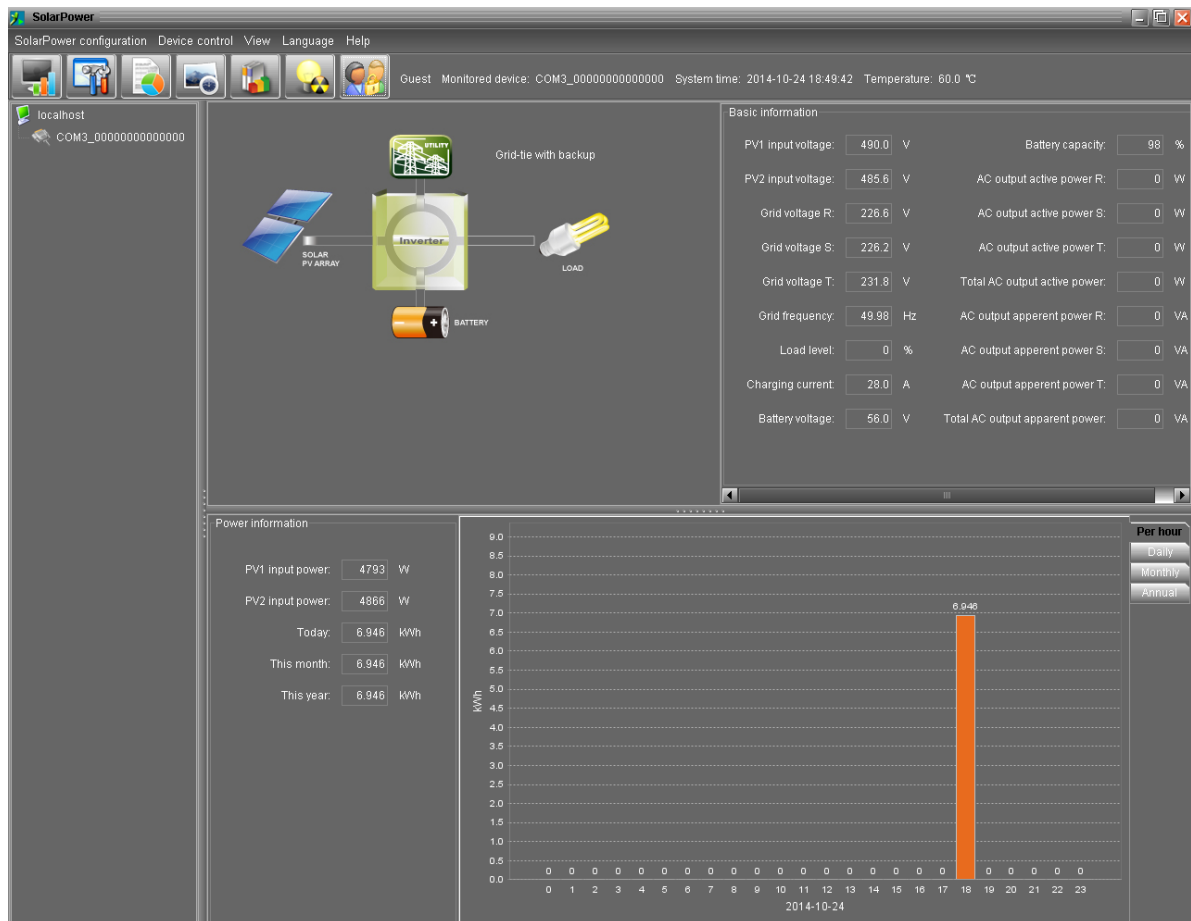 SolarPower
SolarPower configuration Device control View Language Help
Guest Monitored device: COM3_00000000000000 System time: 2014-10-24 18:49:42 Temperature: 60.0 ℃
localhost
COM3_00000000000000
UTILITY
Grid-tie with backup
Inverter
SOLAR
PV ARRAY
LOAD
BATTERY
Basic information
PV1 input voltage: 490.0 V Battery capacity: 98 %
PV2 input voltage: 485.6 V AC output active power R: 0 W
Grid voltage R: 226.6 V AC output active power S: 0 W
Grid voltage S: 226.2 V AC output active power T: 0 W
Grid voltage T: 231.8 V Total AC output active power: 0 W
Grid frequency: 49.98 Hz AC output apperent power R: 0 VA
Load level: 0 % AC output apperent power S: 0 VA
Charging current: 28.0 A AC output apperent power T: 0 VA
Battery voltage: 56.0 V Total AC output apparent power: 0 VA
Power information
PV1 input power: 4793 W
PV2 input power: 4866 W
Today: 6.946 kWh
This month: 6.946 kWh
This year: 6.946 kWh
kWh
9.0
8.5
8.0
7.5
7.0
6.5
6.0
5.5
5.0
4.5
4.0
3.5
3.0
2.5
2.0
1.5
1.0
0.5
0.0
6.946
0 0 0 0 0 0 0 0 0 0 0 0 0 0 0 0 0 0 0 0 0 0 0
0 1 2 3 4 5 6 7 8 9 10 11 12 13 14 15 16 17 18 19 20 21 22 23
2014-10-24
Per hour
Daily
Monthly
Annual